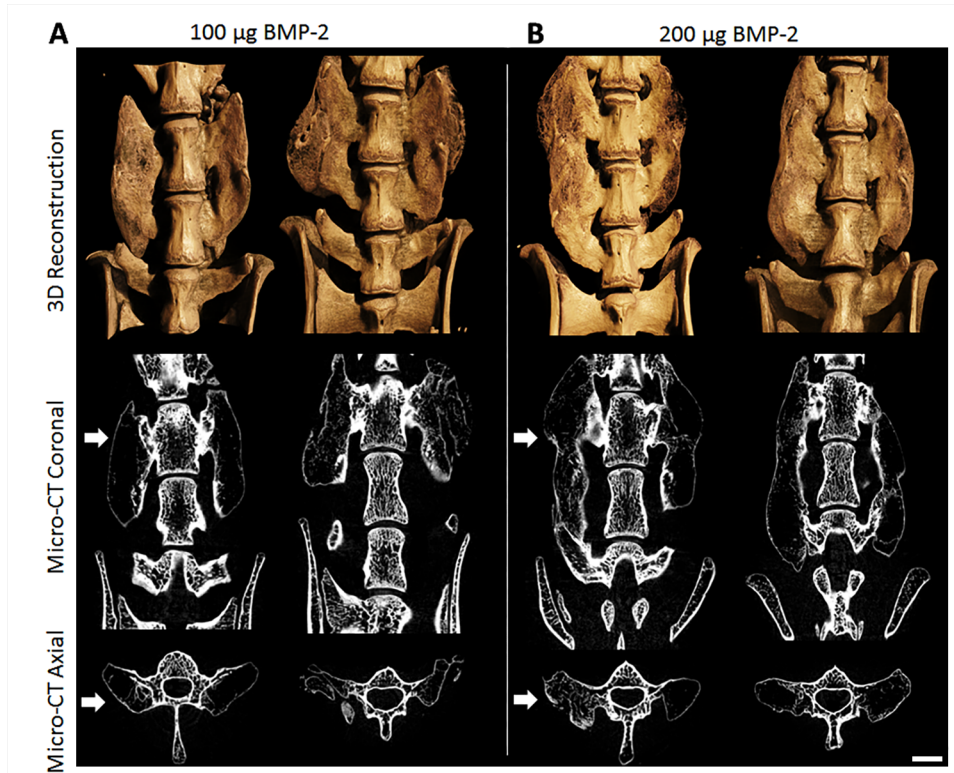 A
100 µg BMP-2
B
200 µg BMP-2
3D Reconstruction
Micro-CT Coronal
Micro-CT Axial